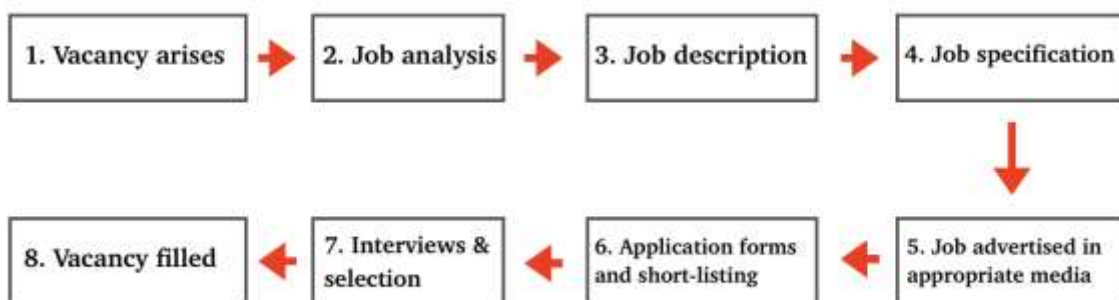 1. Vacancy arises
2. Job analysis
3. Job description
4. Job specification
5. Job advertised in
appropriate media
6. Application forms
and short-listing
7. Interviews &
selection
8. Vacancy filled